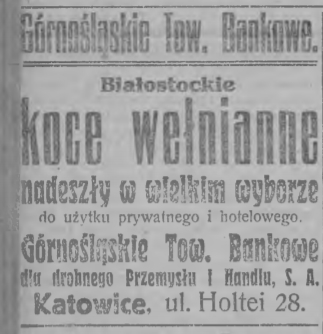 Górnośląskie Tow. Bankowe.
Białostockie
koce wełnianne
nadeszły w wielkim wyborze
do użytku prywatnego i hotelowego.
Górnośląskie Tow. Bankowe
dla drobnego Przemysłu i Handlu, S. A.
Katowice, ul. Holtei 28.